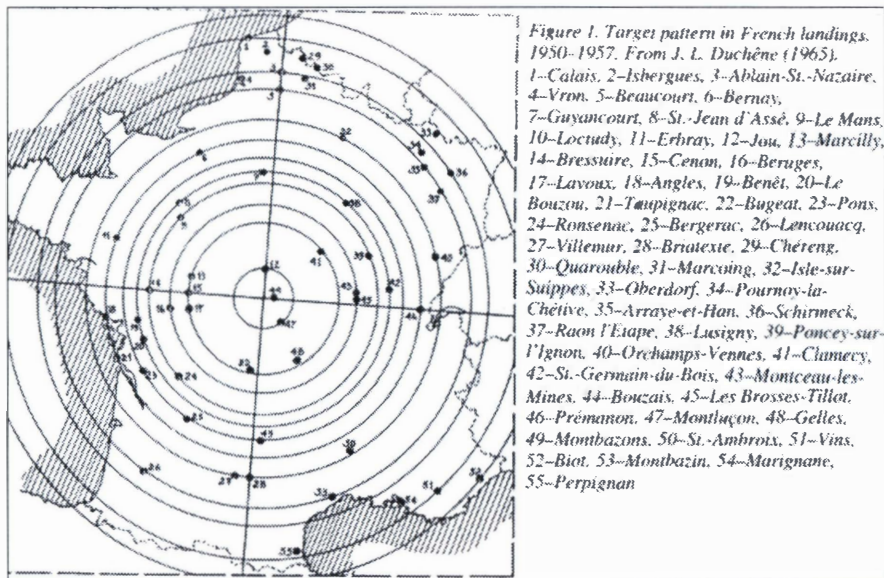 Figure 1. Target pattern in French landings.
1950-1957. From J. L. Duchêne (1965).
1–Calais, 2–Isbergues, 3–Ablain-St.-Nazaire,
4–Vron, 5–Beaucourt, 6–Bernay,
7–Guyancourt, 8–St. Jean d'Assé, 9–Le Mans,
10–Loctudy, 11–Erbray, 12–Jou, 13–Marcilly,
14–Bressuire, 15–Cenon, 16–Beruges,
17–Lavoux, 18–Angles, 19–Benêt, 20–Le
Bouzou, 21–Taupignac, 22–Bugeat, 23–Pons,
24–Ronsenac, 25–Bergerac, 26–Lencouacq,
27–Villemur, 28–Briatexte, 29–Chéreng,
30–Quarouble, 31–Marcoing, 32–Isle-sur-
Suippes, 33–Oberdorf, 34–Pournoy-la-
Chétive, 35–Arraye-et-Han, 36–Schirmeck,
37–Raon l'Etape, 38–Lusigny, 39–Poncey-sur-
l'Ignon, 40–Orchamps-Vennes, 41–Clamecy,
42–St.-Germain-du-Bois, 43–Montceau-les-
Mines, 44–Bouzais, 45–Les Brosses-Tillot,
46–Prémanon, 47–Montluçon, 48–Gelles,
49–Montbazons, 50–St.-Ambroix, 51–Vins,
52–Biot, 53–Montbazin, 54–Marignane,
55–Perpignan